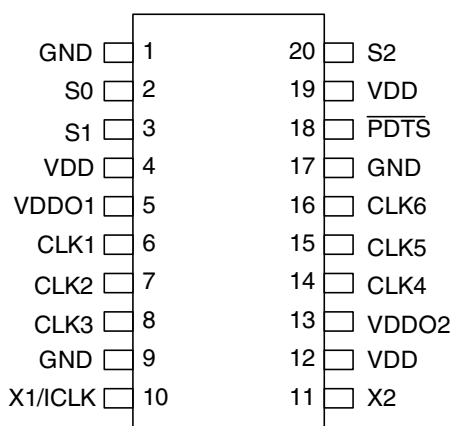 GND 1 20 S2
S0 2 19 VDD
S1 3 18 PDTS
VDD 4 17 GND
VDDO1 5 16 CLK6
CLK1 6 15 CLK5
CLK2 7 14 CLK4
CLK3 8 13 VDDO2
GND 9 12 VDD
X1/ICLK 10 11 X2